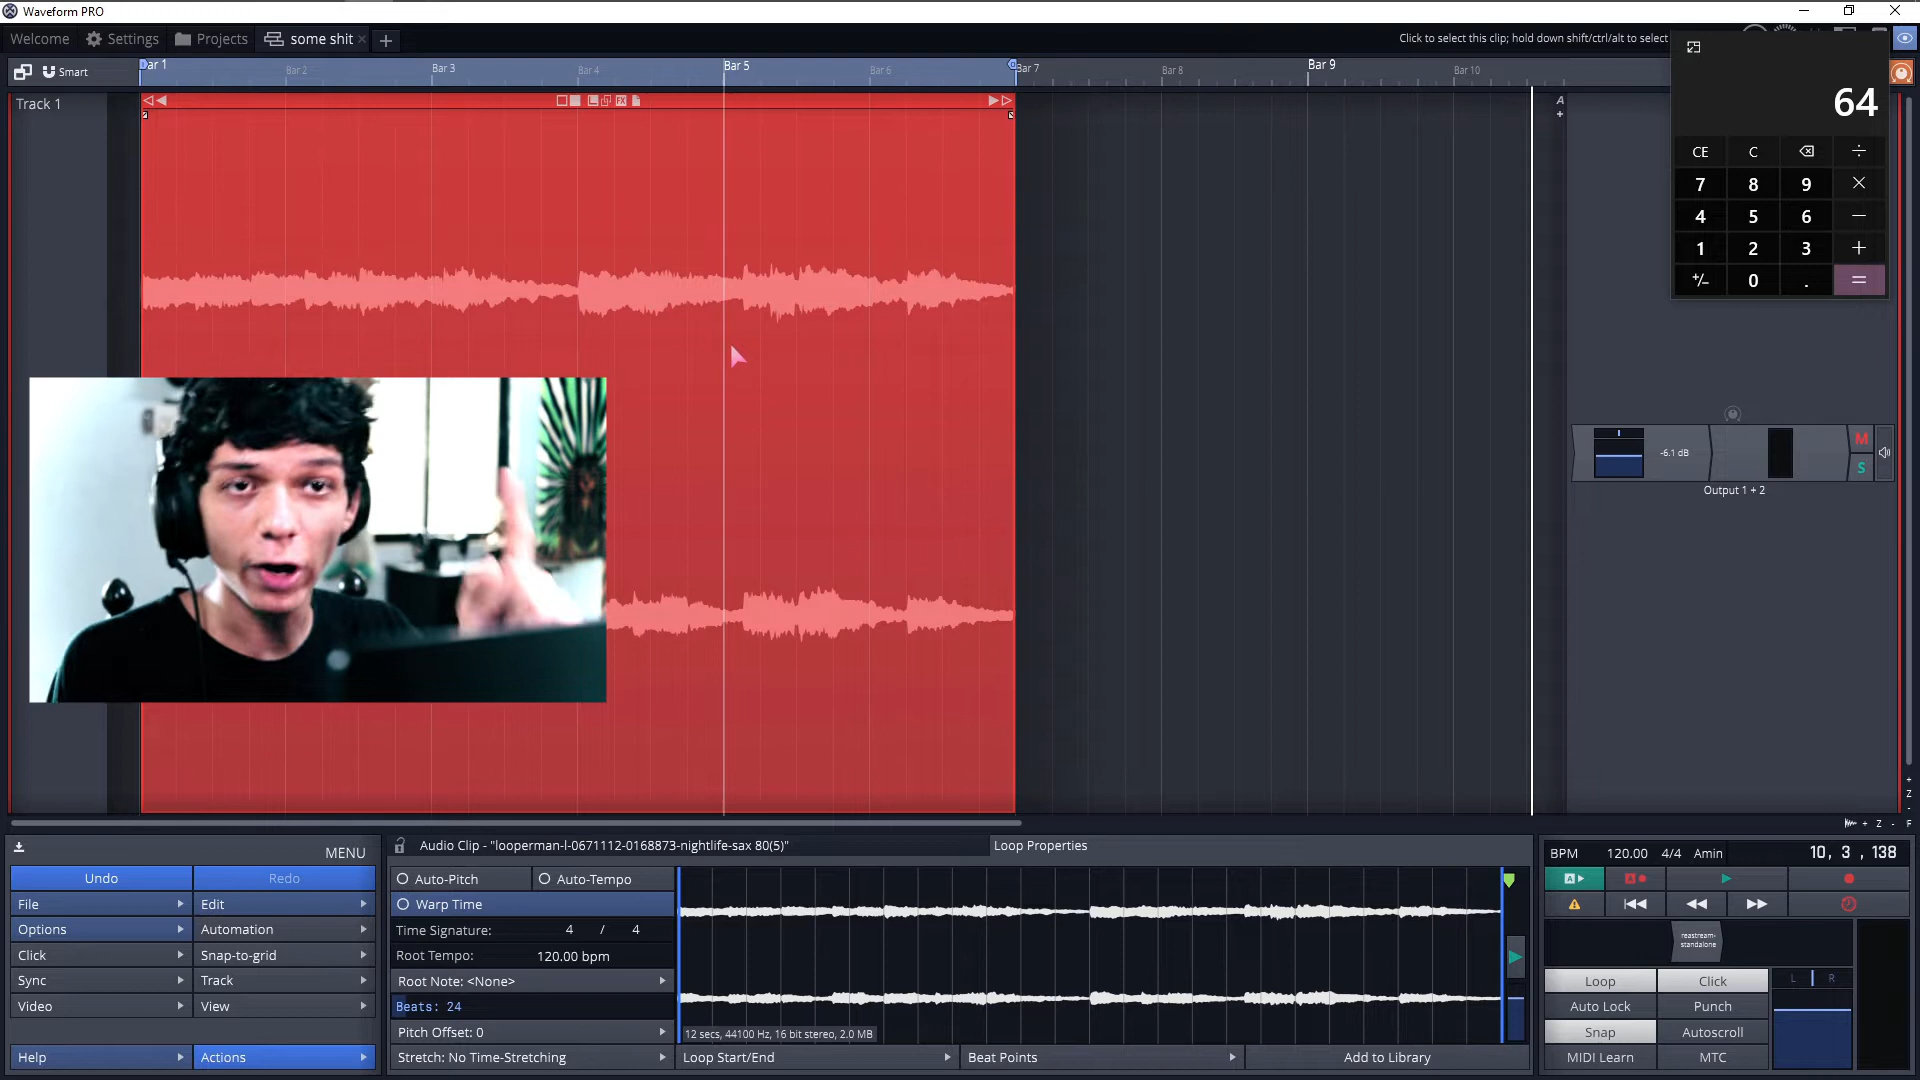 Waveform PRO
Welcome Settings Projects some shit × +
Click to select this clip; hold down shift/ctrl/alt to select
Smart
Bar 1 Bar 2 Bar 3 Bar 4 Bar 5 Bar 6 Bar 7 Bar 8 Bar 9 Bar 10
Track 1
FX
A
+
64
CE C ÷
7 8 9 ×
4 5 6 −
1 2 3 +
+/− 0 . =
-6.1 dB
M
S
Output 1 + 2
+
Z
-
+ Z - F
MENU
Undo Redo
File Edit
Options Automation
Click Snap-to-grid
Sync Track
Video View
Help Actions
Audio Clip - "looperman-l-0671112-0168873-nightlife-sax 80(5)"
Loop Properties
Auto-Pitch Auto-Tempo
Warp Time
Time Signature: 4 / 4
Root Tempo: 120.00 bpm
Root Note: <None>
Beats: 24
Pitch Offset: 0
Stretch: No Time-Stretching
12 secs, 44100 Hz, 16 bit stereo, 2.0 MB
Loop Start/End Beat Points Add to Library
BPM 120.00 4/4 Amin 10, 3 , 138
A A
reastream-
standalone
L R
Loop Click
Auto Lock Punch
Snap Autoscroll
MIDI Learn MTC